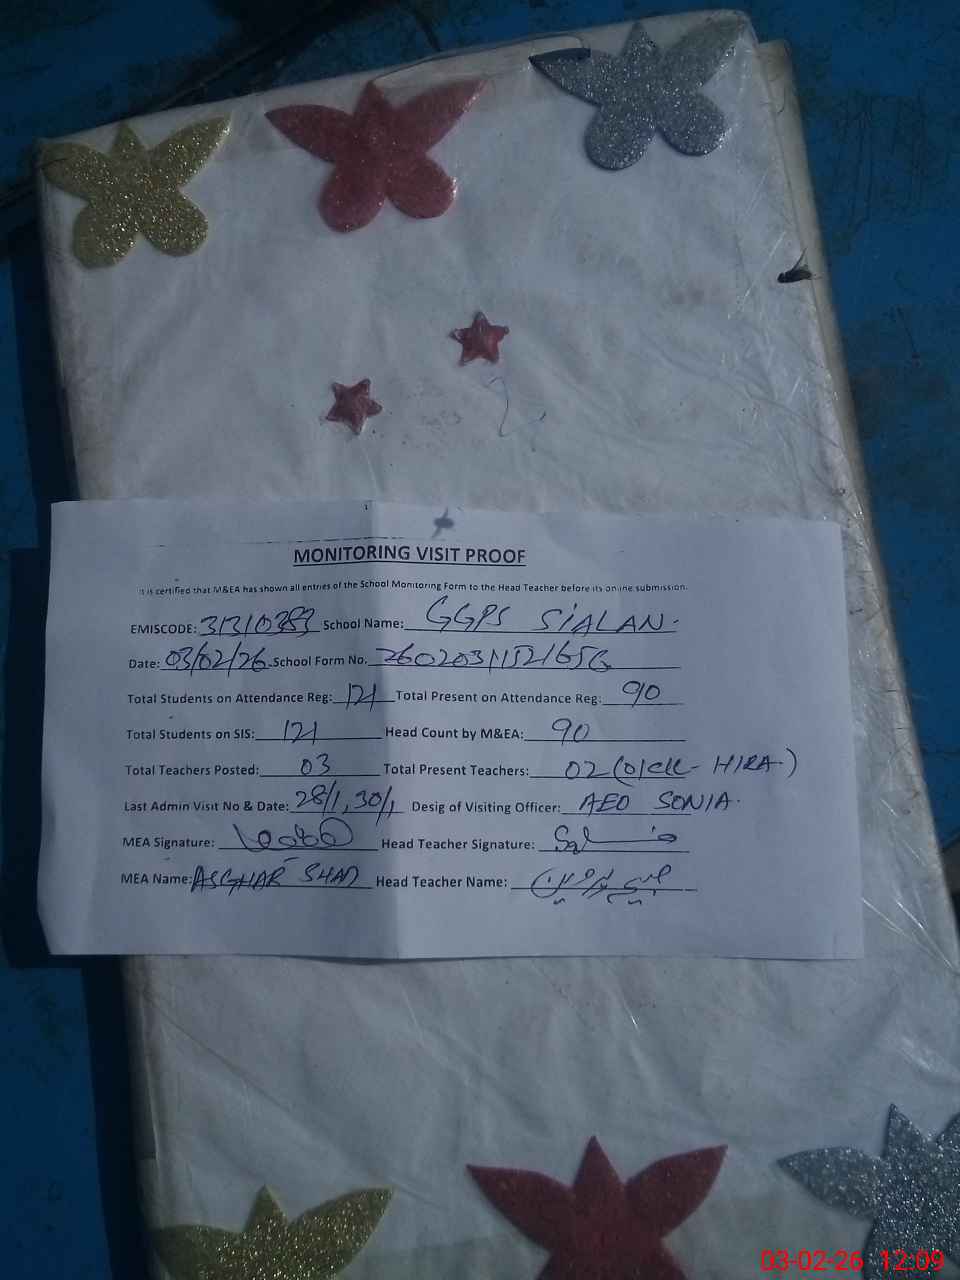 MONITORING VISIT PROOF
It is certified that M&EA has shown all entries of the School Monitoring Form to the Head Teacher before its online submission.
EMISCODE: 31310383 School Name: GGPS SIALAN.
Date: 03/02/26 School Form No. 26020311521656
Total Students on Attendance Reg: 121 Total Present on Attendance Reg: 90
Total Students on SIS: 121 Head Count by M&EA: 90
Total Teachers Posted: 03 Total Present Teachers: 02 (01 HIRA.)
Last Admin Visit No & Date: 28/1, 30/1 Desig of Visiting Officer: AEO SONIA.
MEA Signature: Head Teacher Signature:
MEA Name: ASGHAR Head Teacher Name:
03-02-26 12:09